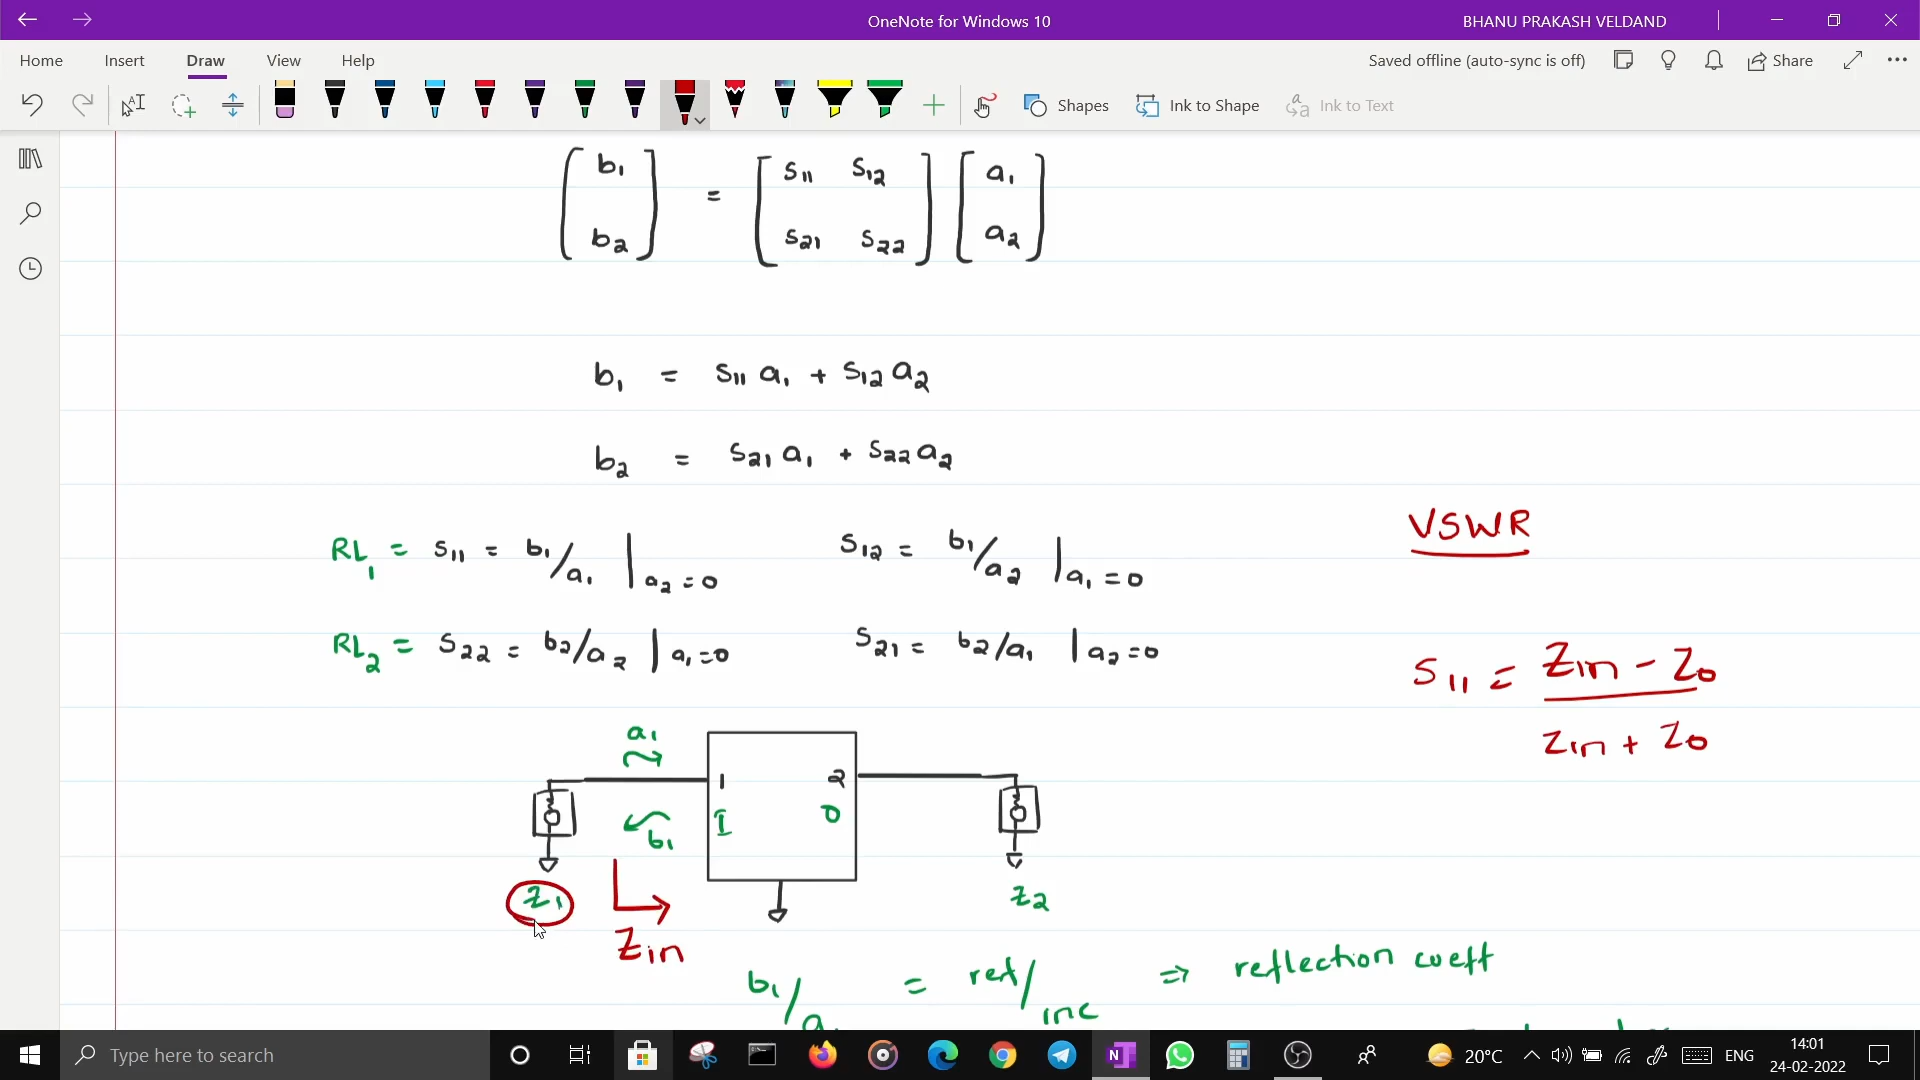 OneNote for Windows 10
BHANU PRAKASH VELDAND
Home Insert Draw View Help
Saved offline (auto-sync is off) Share
Shapes Ink to Shape Ink to Text
[b1 b2] = [S11 S12 S21 S22] [a1 a2]
b1 = S11 a1 + S12 a2
b2 = S21 a1 + S22 a2
VSWR
RL1 = S11 = b1/a1 | a2=0 S12 = b1/a2 | a1=0
RL2 = S22 = b2/a2 | a1=0 S21 = b2/a1 | a2=0
S11 = Zin - Z0
Zin + Z0
a1
1 2
b1 I O
Z1 Z2
Zin
b1/a = ref/inc ⇒ reflection coeff
Type here to search
20°C ENG 14:01
24-02-2022